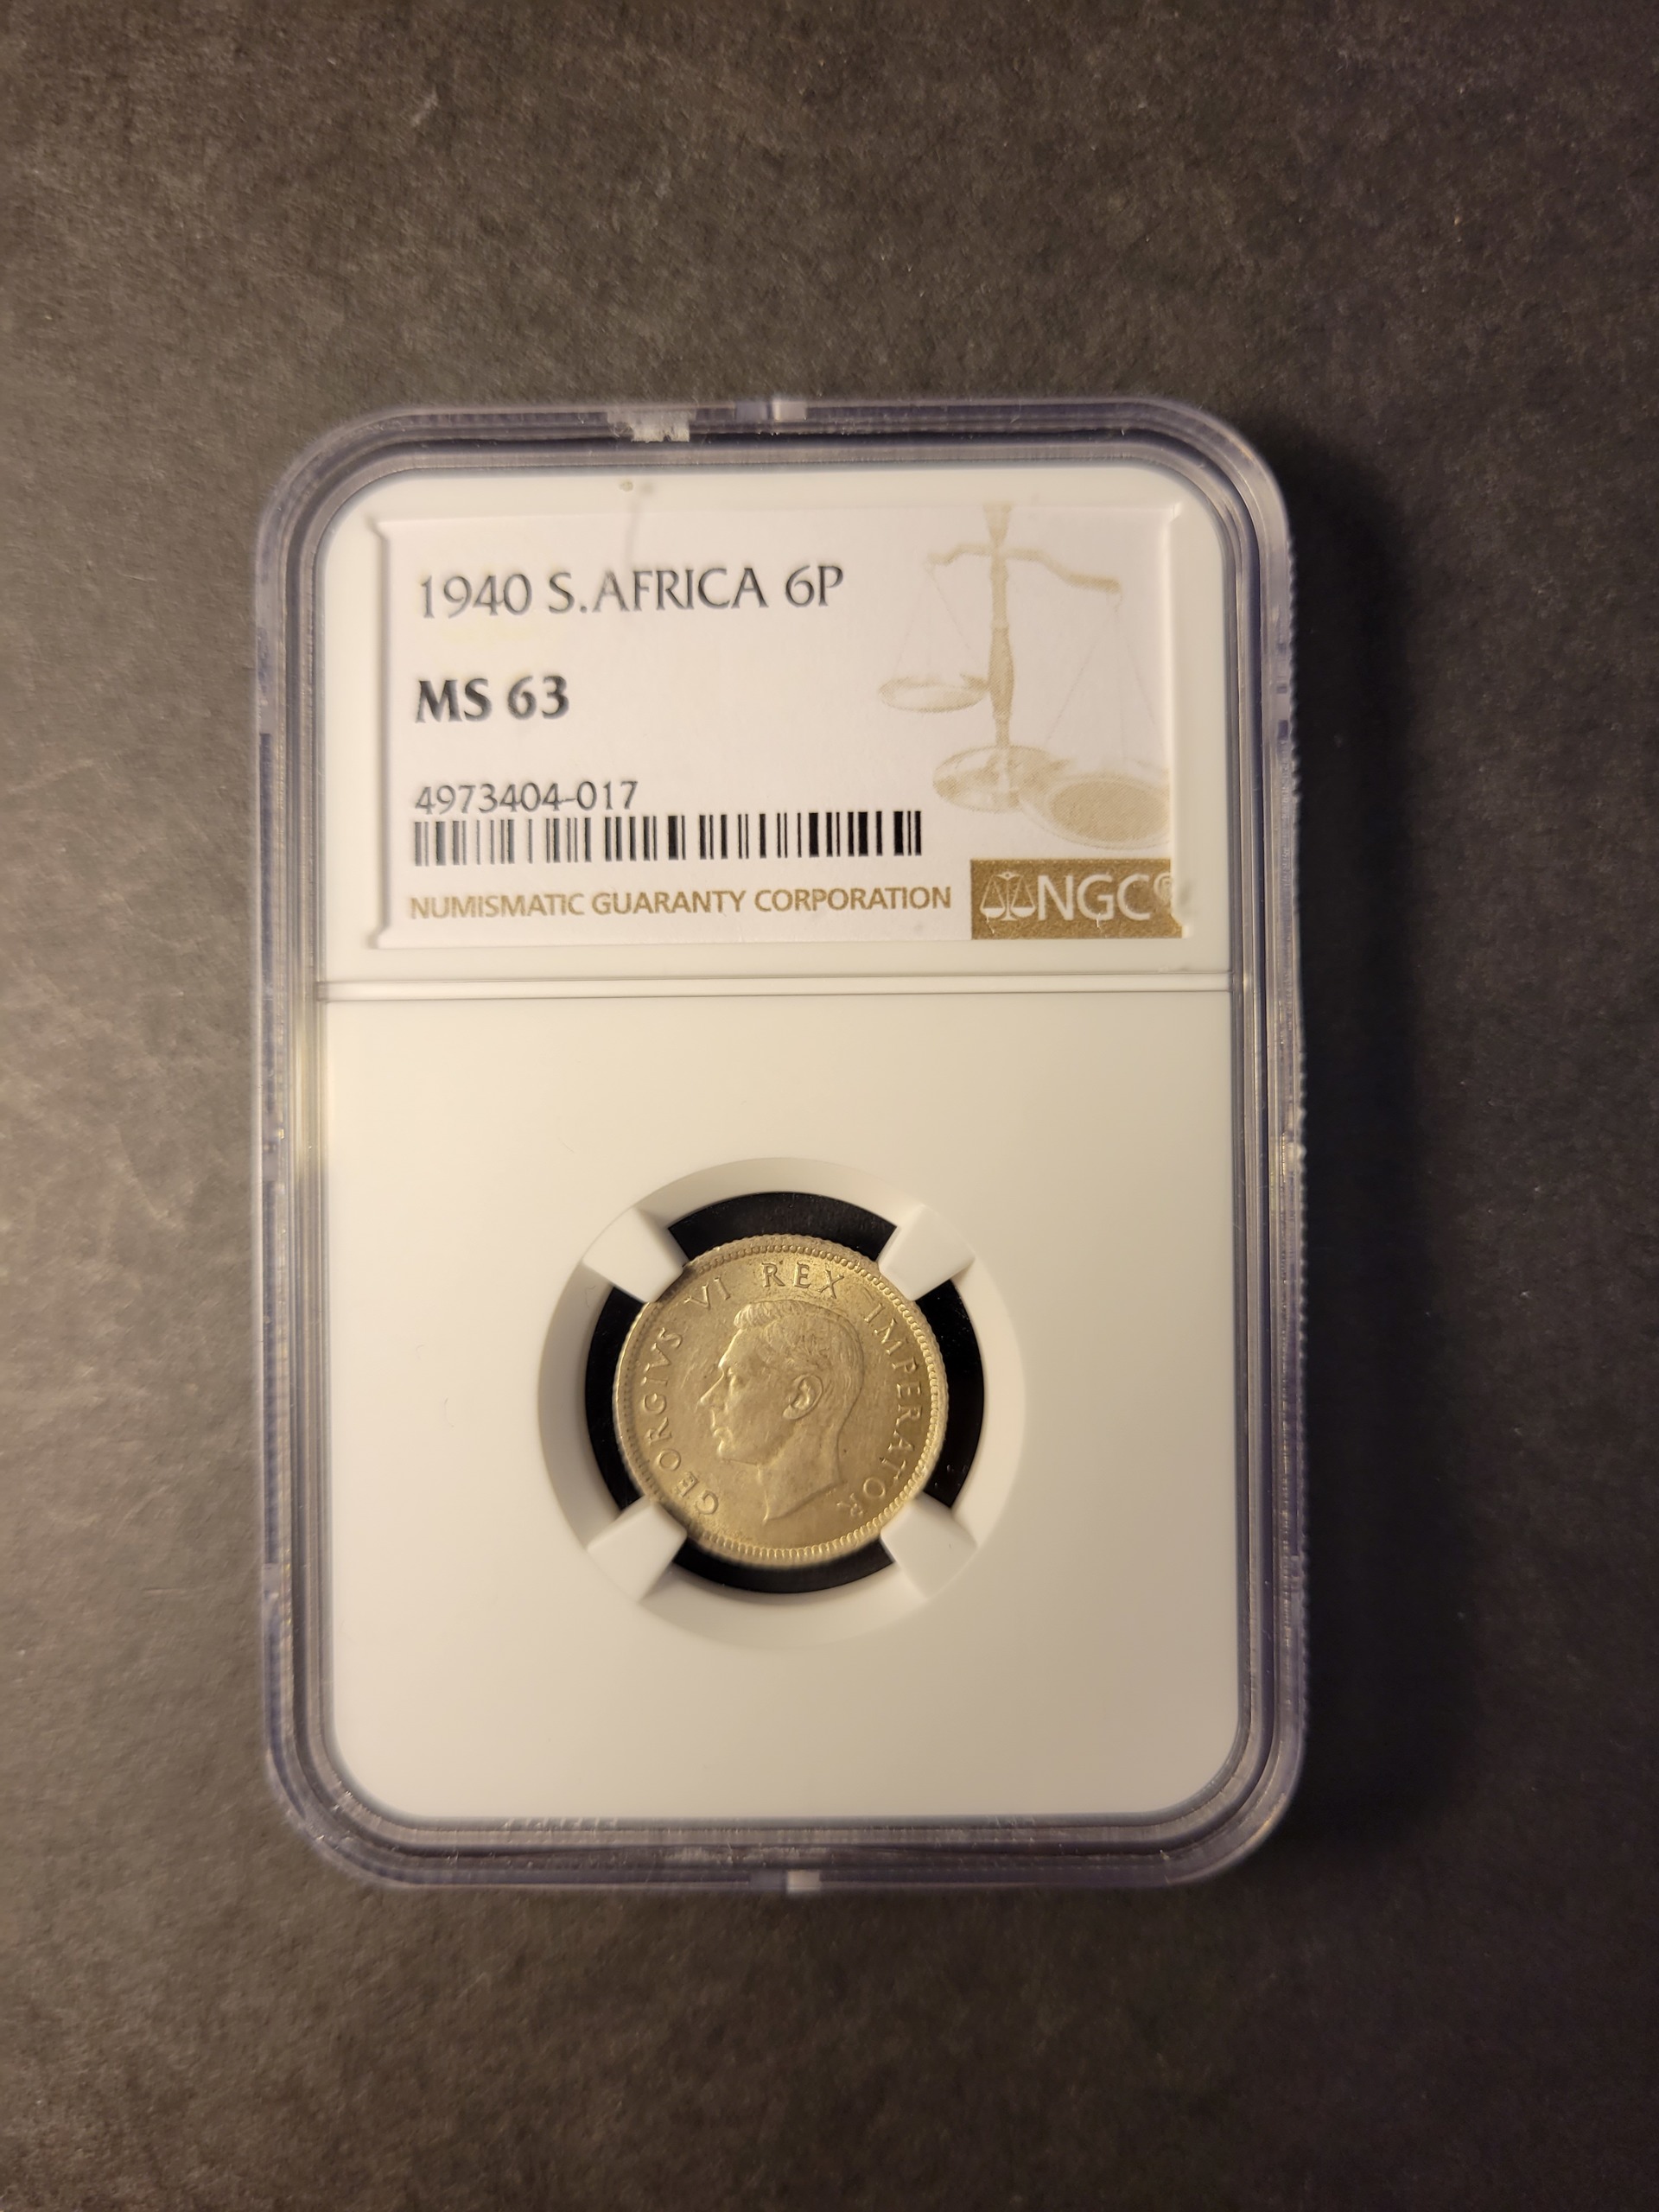 1940 S.AFRICA 6P
MS 63
4973404-017
NUMISMATIC GUARANTY CORPORATION
NGC®
GEORGIVS VI REX IMPERATOR